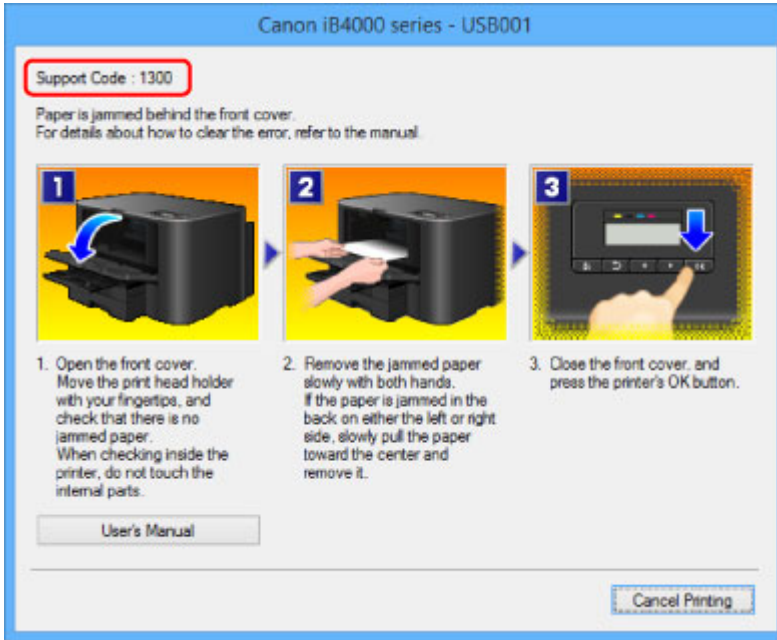 Canon iB4000 series - USB001
Support Code : 1300
Paper is jammed behind the front cover.
For details about how to clear the error, refer to the manual.
1
2
3
1. Open the front cover.
Move the print head holder
with your fingertips, and
check that there is no
jammed paper.
When checking inside the
printer, do not touch the
internal parts.
2. Remove the jammed paper
slowly with both hands.
If the paper is jammed in the
back on either the left or right
side, slowly pull the paper
toward the center and
remove it.
3. Close the front cover, and
press the printer's OK button.
User's Manual
Cancel Printing